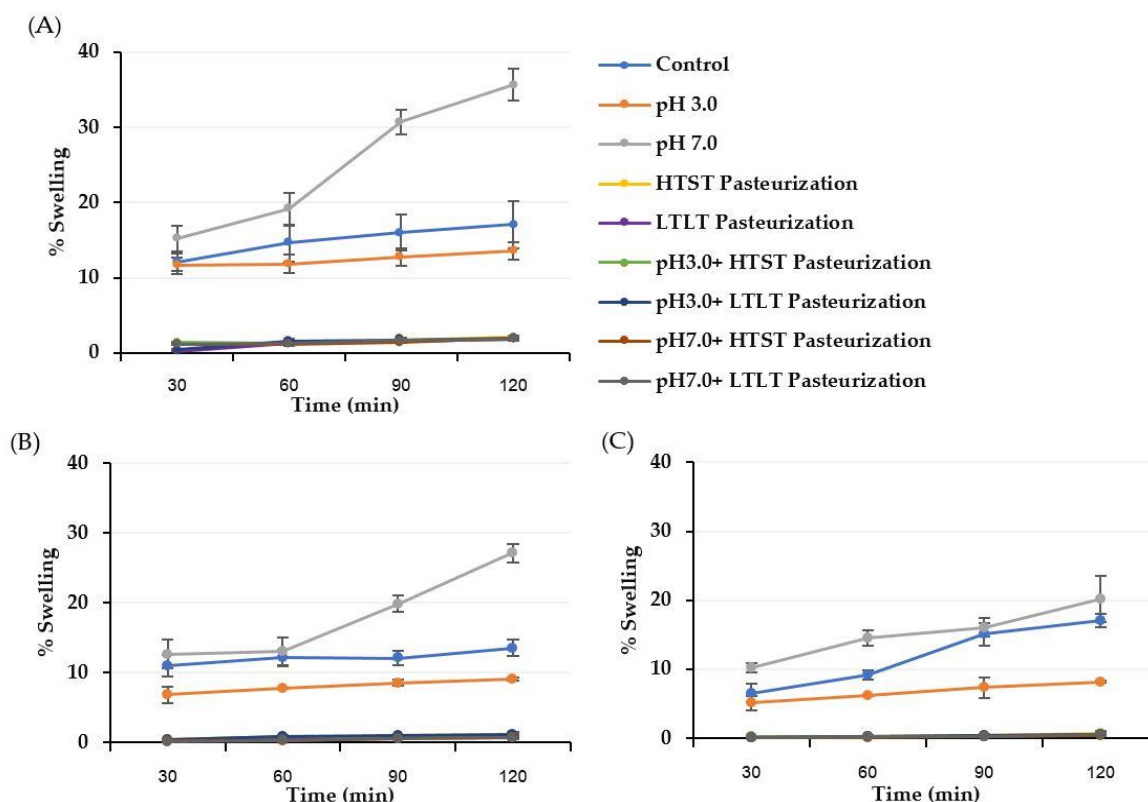 (A)
% Swelling
40
30
20
10
0
30 60 90 120
Time (min)
Control
pH 3.0
pH 7.0
HTST Pasteurization
LTLT Pasteurization
pH3.0+ HTST Pasteurization
pH3.0+ LTLT Pasteurization
pH7.0+ HTST Pasteurization
pH7.0+ LTLT Pasteurization
(B)
% Swelling
40
30
20
10
0
30 60 90 120
Time (min)
(C)
% Swelling
40
30
20
10
0
30 60 90 120
Time (min)